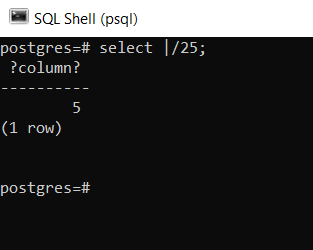 SQL Shell (psql)
postgres=# select |/25;
 ?column?
----------
        5
(1 row)
postgres=#